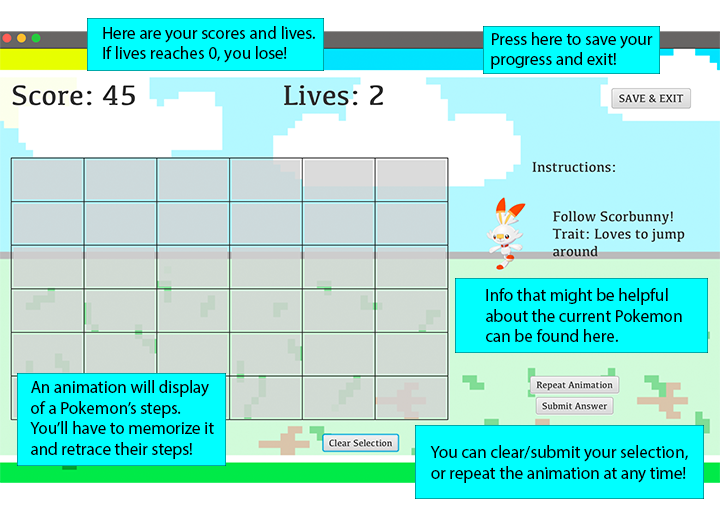 Here are your scores and lives.
If lives reaches 0, you lose!
Press here to save your
progress and exit!
Score: 45
Lives: 2
SAVE & EXIT
Instructions:
Follow Scorbunny!
Trait: Loves to jump
around
Info that might be helpful
about the current Pokemon
can be found here.
An animation will display
of a Pokemon's steps.
You'll have to memorize it
and retrace their steps!
Repeat Animation
Submit Answer
Clear Selection
You can clear/submit your selection,
or repeat the animation at any time!